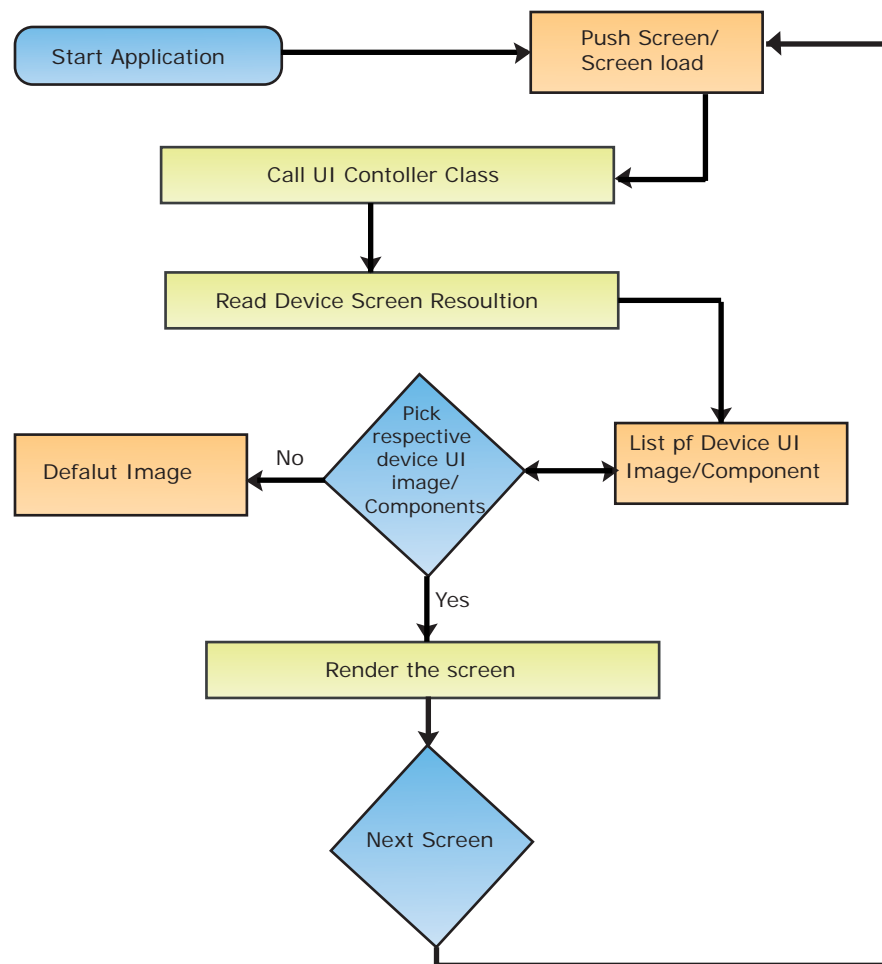 Start Application
Push Screen/
Screen load
Call UI Contoller Class
Read Device Screen Resoultion
Pick
respective
device UI
image/
Components
List pf Device UI
Image/Component
No
Defalut Image
Yes
Render the screen
Next Screen